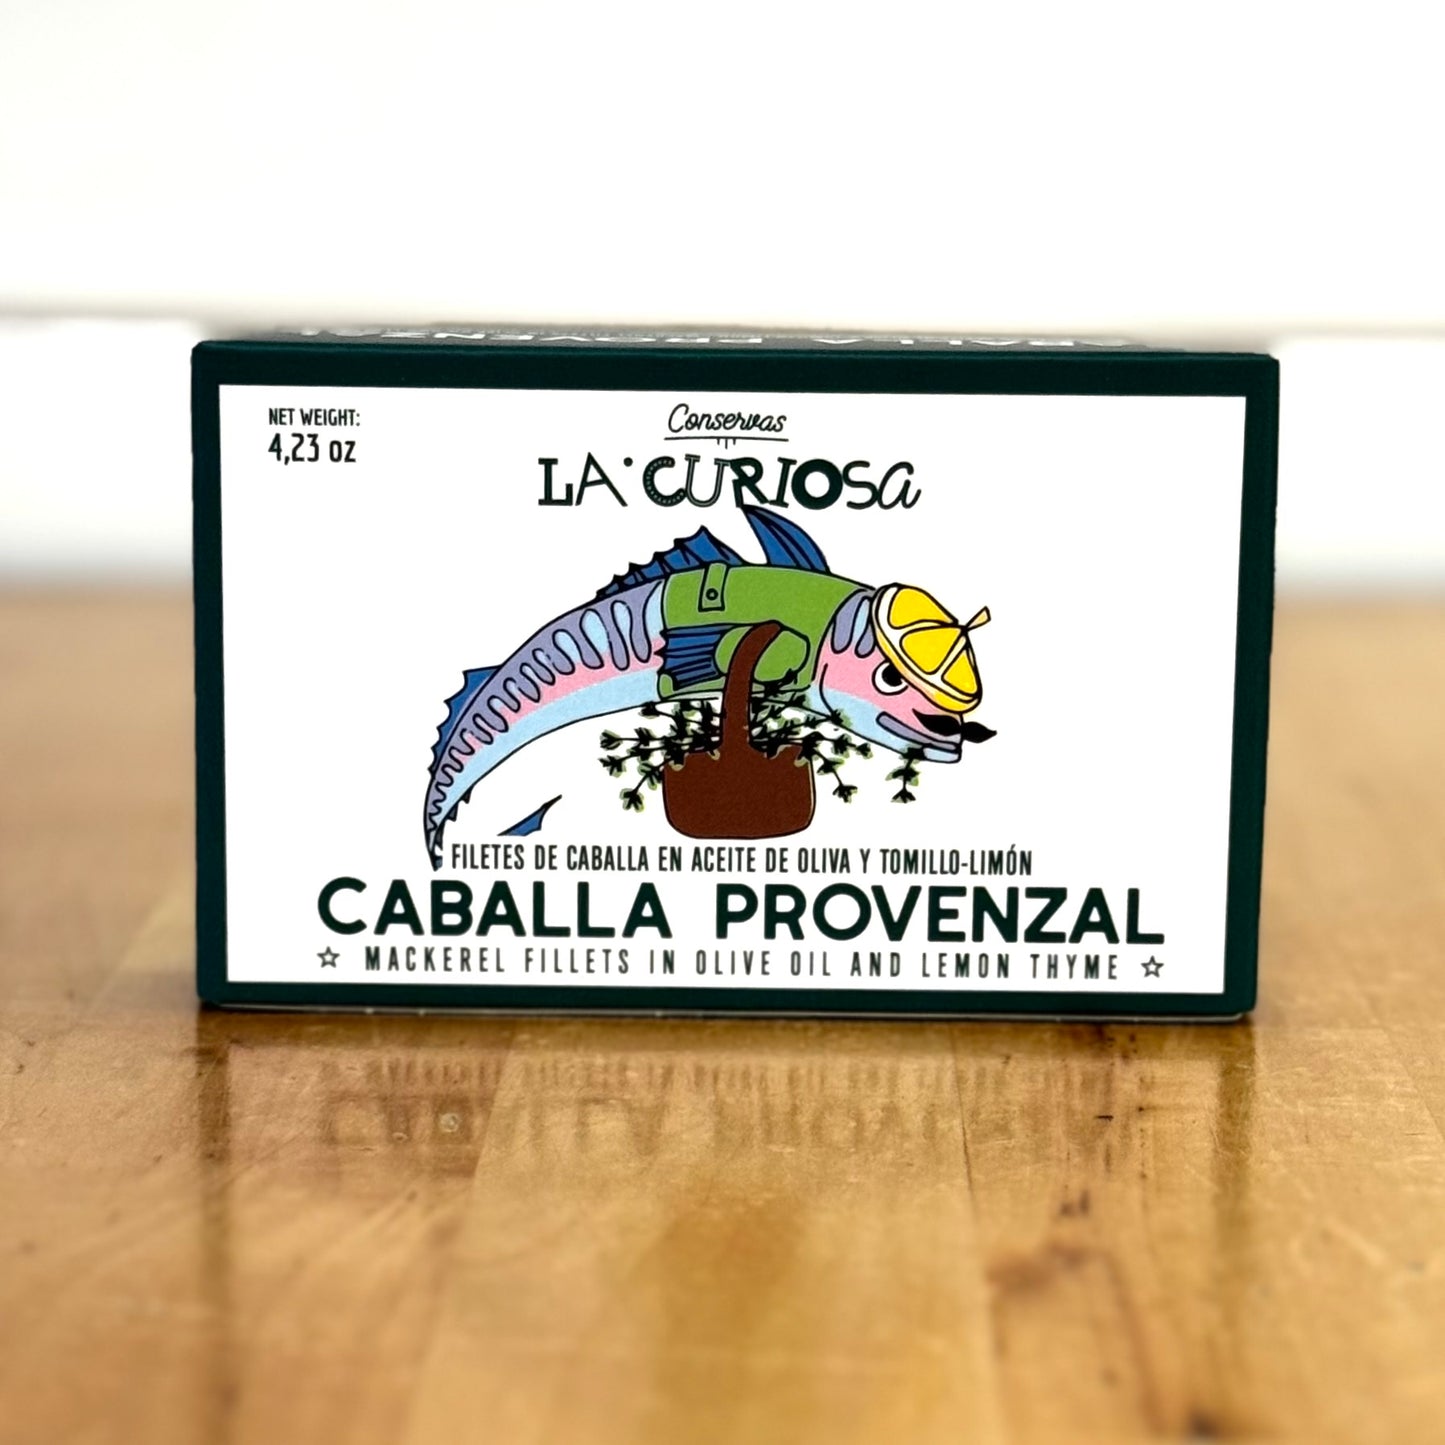 NET WEIGHT:
4,23 oz
Conservas
LA CURIOSA
FILETES DE CABALLA EN ACEITE DE OLIVA Y TOMILLO-LIMÓN
CABALLA PROVENZAL
☆ MACKEREL FILLETS IN OLIVE OIL AND LEMON THYME ☆